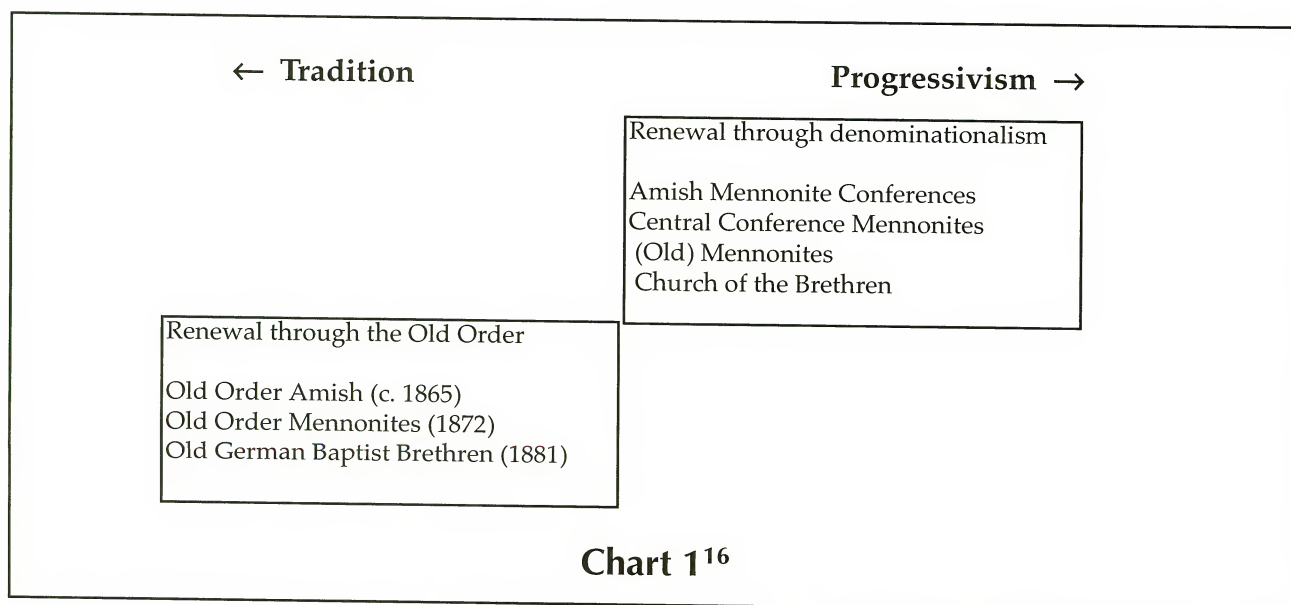 ← Tradition
Progressivism →
Renewal through denominationalism
Amish Mennonite Conferences
Central Conference Mennonites
(Old) Mennonites
Church of the Brethren
Renewal through the Old Order
Old Order Amish (c. 1865)
Old Order Mennonites (1872)
Old German Baptist Brethren (1881)
Chart 1¹⁶